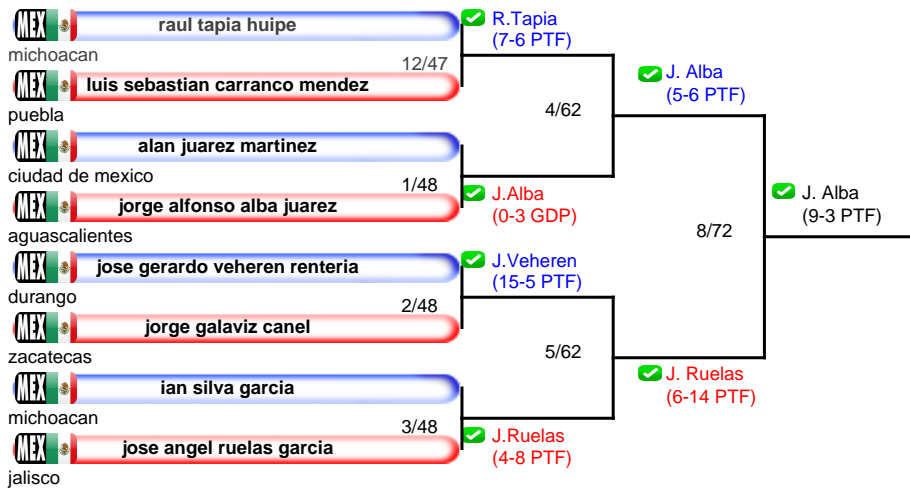 MEX
raul tapia huipe
michoacan
12/47
MEX
luis sebastian carranco mendez
puebla
R.Tapia
(7-6 PTF)
MEX
alan juarez martinez
ciudad de mexico
1/48
MEX
jorge alfonso alba juarez
aguascalientes
J.Alba
(0-3 GDP)
4/62
J. Alba
(5-6 PTF)
MEX
jose gerardo veheren renteria
durango
2/48
MEX
jorge galaviz canel
zacatecas
J.Veheren
(15-5 PTF)
MEX
ian silva garcia
michoacan
3/48
MEX
jose angel ruelas garcia
jalisco
J.Ruelas
(4-8 PTF)
5/62
J. Ruelas
(6-14 PTF)
8/72
J. Alba
(9-3 PTF)